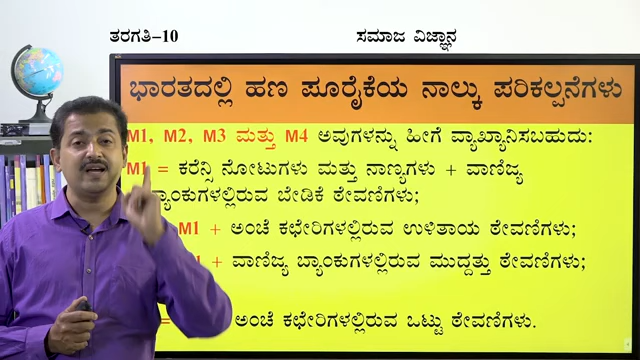 ತರಗತಿ-10 ಸಮಾಜ ವಿಜ್ಞಾನ
ಭಾರತದಲ್ಲಿ ಹಣ ಪೂರೈಕೆಯ ನಾಲ್ಕು ಪರಿಕಲ್ಪನೆಗಳು
M1, M2, M3 ಮತ್ತು M4 ಅವುಗಳನ್ನು ಹೀಗೆ ವ್ಯಾಖ್ಯಾನಿಸಬಹುದು:
M1 = ಕರೆನ್ಸಿ ನೋಟುಗಳು ಮತ್ತು ನಾಣ್ಯಗಳು + ವಾಣಿಜ್ಯ
ಬ್ಯಾಂಕುಗಳಲ್ಲಿರುವ ಬೇಡಿಕೆ ಠೇವಣಿಗಳು;
M1 + ಅಂಚೆ ಕಛೇರಿಗಳಲ್ಲಿರುವ ಉಳಿತಾಯ ಠೇವಣಿಗಳು;
+ ವಾಣಿಜ್ಯ ಬ್ಯಾಂಕುಗಳಲ್ಲಿರುವ ಮುದ್ದತ್ತು ಠೇವಣಿಗಳು;
= ಅಂಚೆ ಕಛೇರಿಗಳಲ್ಲಿರುವ ಒಟ್ಟು ಠೇವಣಿಗಳು.